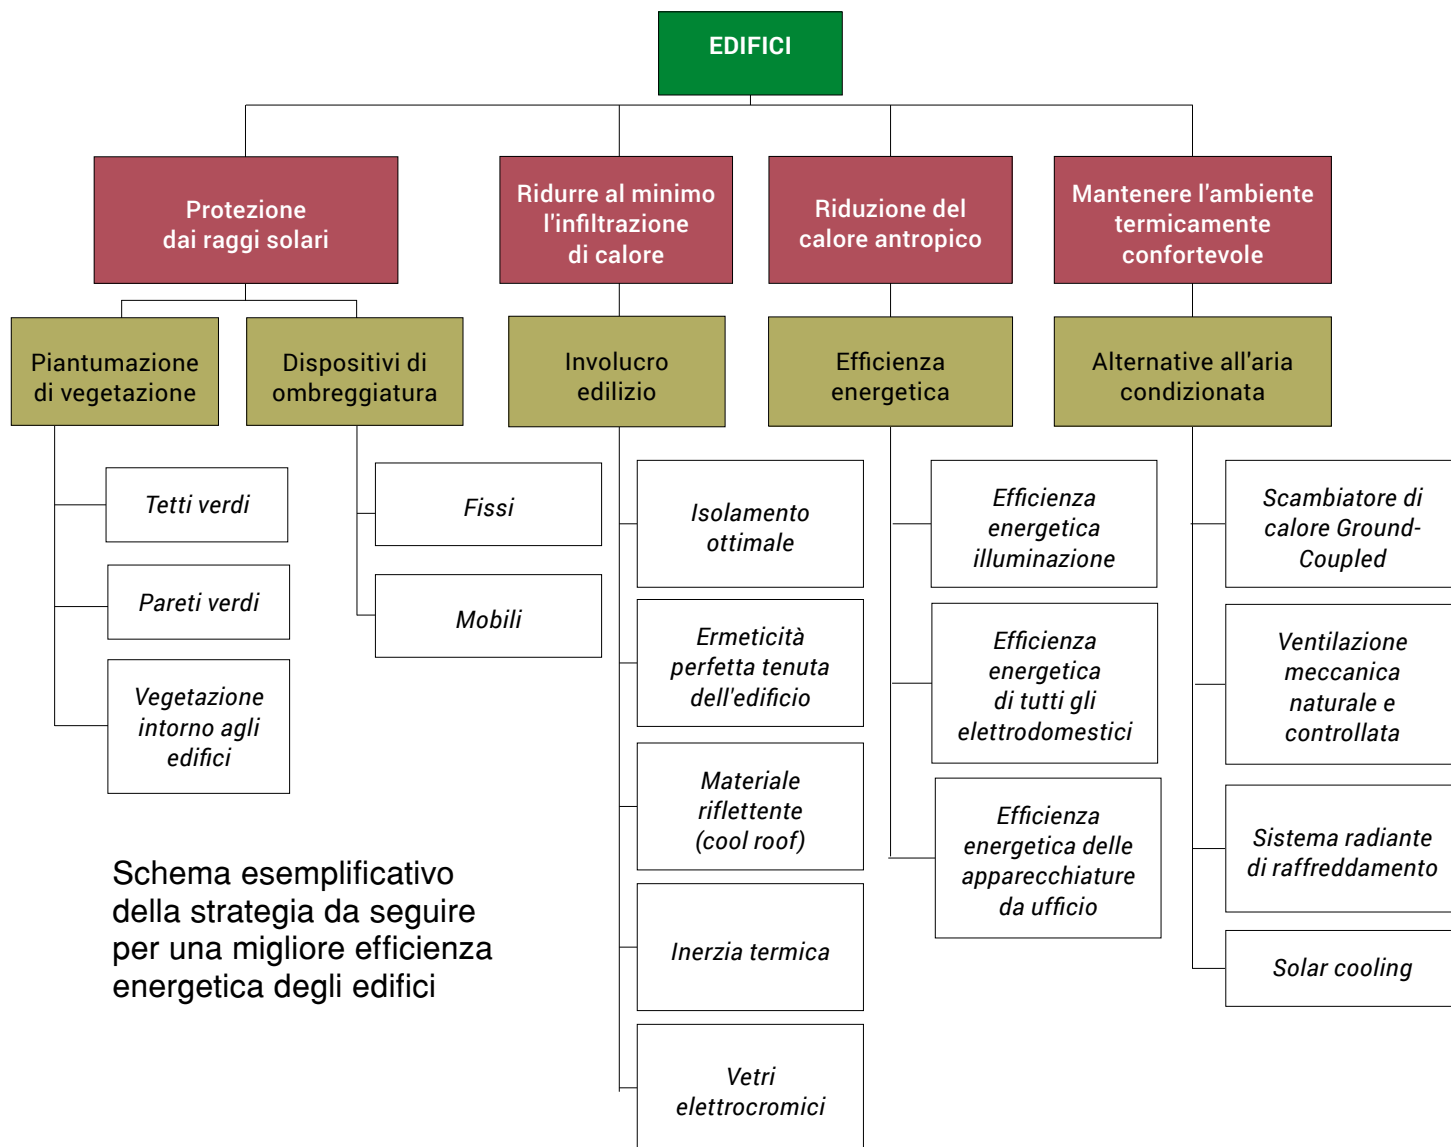 EDIFICI
Protezione
dai raggi solari
Ridurre al minimo
l'infiltrazione
di calore
Riduzione del
calore antropico
Mantenere l'ambiente
termicamente
confortevole
Piantumazione
di vegetazione
Dispositivi di
ombreggiatura
Involucro
edilizio
Efficienza
energetica
Alternative all'aria
condizionata
Tetti verdi
Pareti verdi
Vegetazione
intorno agli
edifici
Fissi
Mobili
Isolamento
ottimale
Ermeticità
perfetta tenuta
dell'edificio
Materiale
riflettente
(cool roof)
Inerzia termica
Vetri
elettrocromici
Efficienza
energetica
illuminazione
Efficienza
energetica
di tutti gli
elettrodomestici
Efficienza
energetica delle
apparecchiature
da ufficio
Scambiatore di
calore Ground-
Coupled
Ventilazione
meccanica
naturale e
controllata
Sistema radiante
di raffreddamento
Solar cooling
Schema esemplificativo
della strategia da seguire
per una migliore efficienza
energetica degli edifici